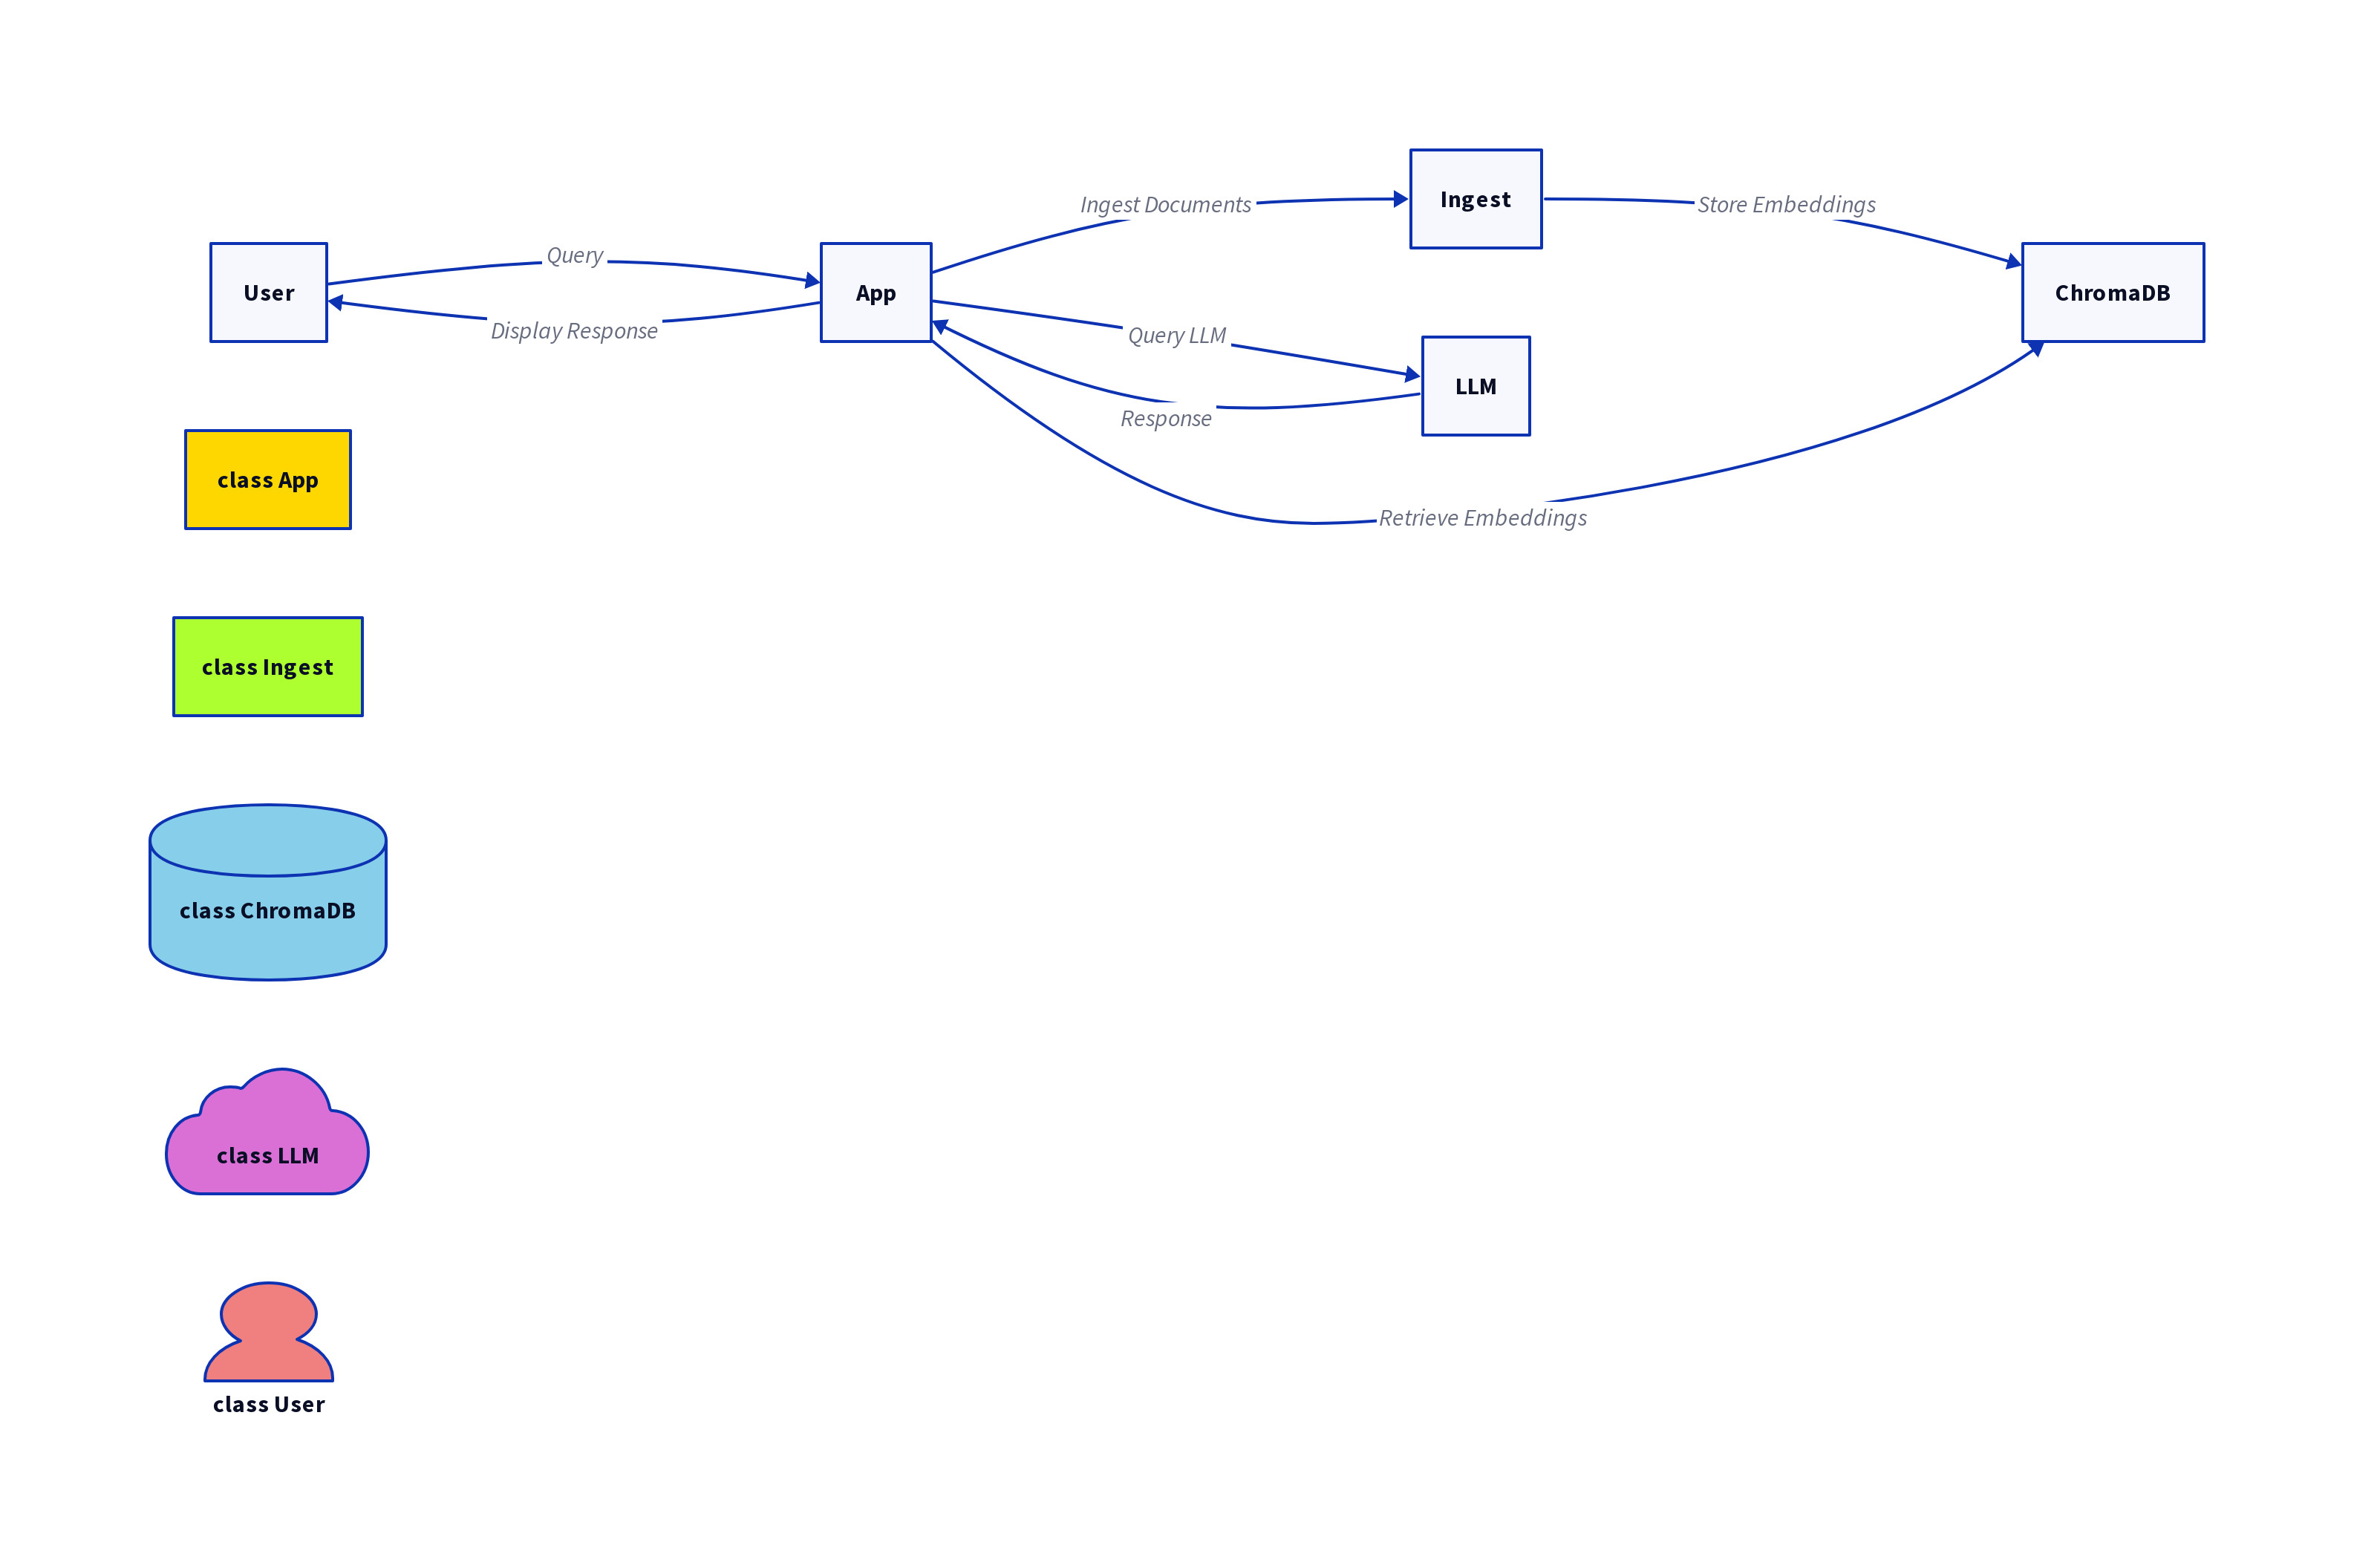 User
Query
Display Response
App
Ingest Documents
Query LLM
Response
Retrieve Embeddings
Ingest
LLM
Store Embeddings
ChromaDB
class App
class Ingest
class ChromaDB
class LLM
class User